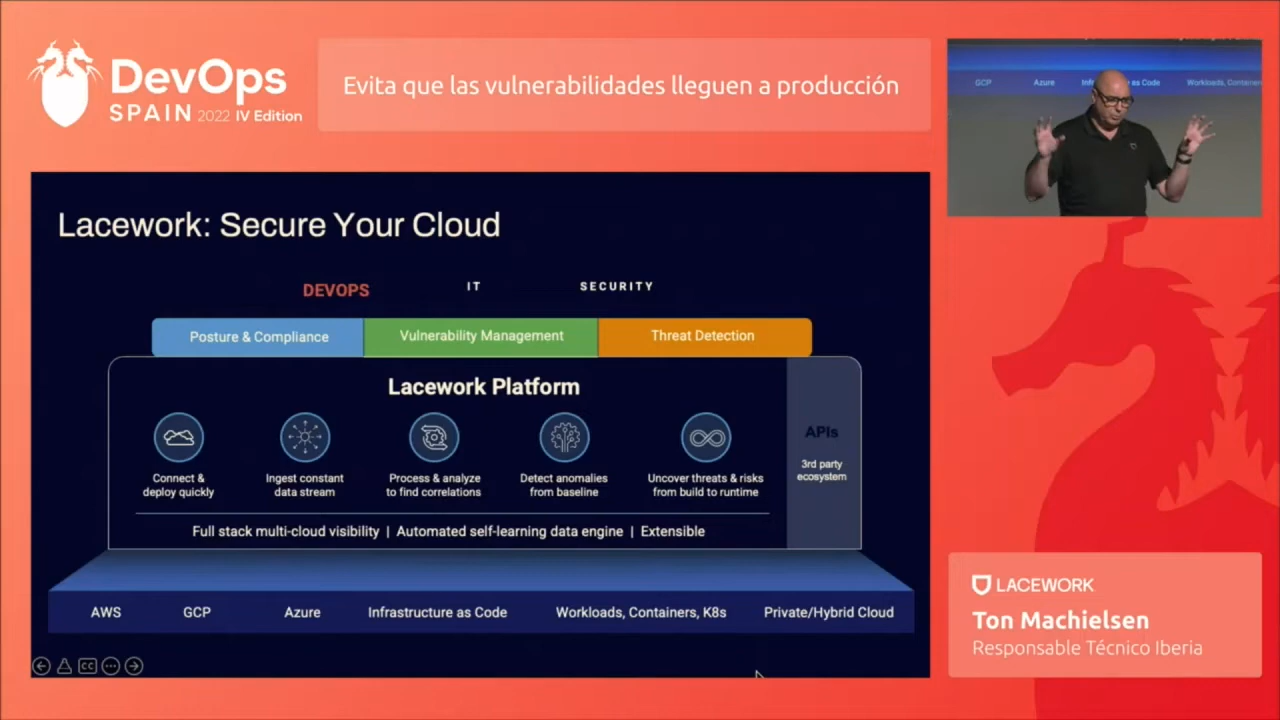 DevOps
SPAIN 2022 IV Edition
Evita que las vulnerabilidades lleguen a producción
GCP Azure Infrastructure as Code Workloads, Containers
Lacework: Secure Your Cloud
DEVOPS IT SECURITY
Posture & Compliance Vulnerability Management Threat Detection
Lacework Platform
APIs
3rd party
ecosystem
Connect &
deploy quickly
Ingest constant
data stream
Process & analyze
to find correlations
Detect anomalies
from baseline
Uncover threats & risks
from build to runtime
Full stack multi-cloud visibility | Automated self-learning data engine | Extensible
AWS GCP Azure Infrastructure as Code Workloads, Containers, K8s Private/Hybrid Cloud
CC
LACEWORK
Ton Machielsen
Responsable Técnico Iberia